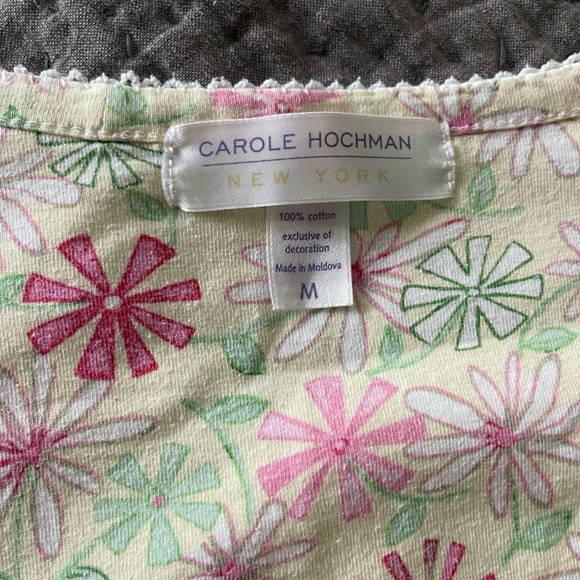 CAROLE HOCHMAN
NEW YORK
100% cotton
exclusive of
decoration
Made in Moldova
M